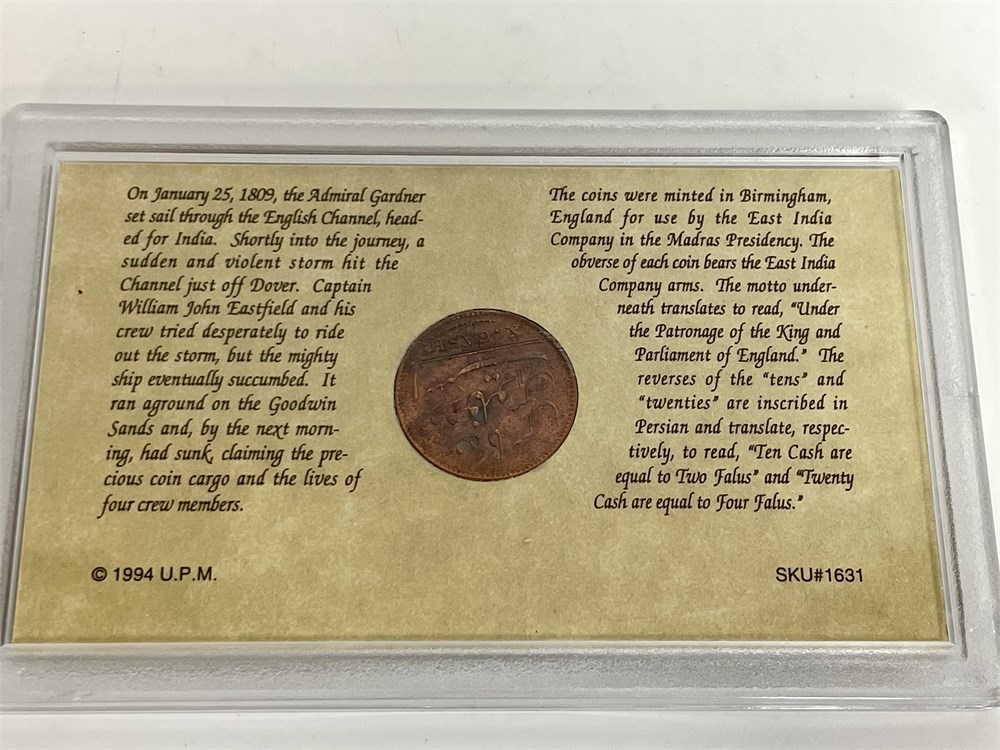 On January 25, 1809, the Admiral Gardner
set sail through the English Channel, head-
ed for India. Shortly into the journey, a
sudden and violent storm hit the
Channel just off Dover. Captain
William John Eastfield and his
crew tried desperately to ride
out the storm, but the mighty
ship eventually succumbed. It
ran aground on the Goodwin
Sands and, by the next morn-
ing, had sunk, claiming the pre-
cious coin cargo and the lives of
four crew members.
The coins were minted in Birmingham,
England for use by the East India
Company in the Madras Presidency. The
obverse of each coin bears the East India
Company arms. The motto under-
neath translates to read, "Under
the Patronage of the King and
Parliament of England." The
reverses of the "tens" and
"twenties" are inscribed in
Persian and translate, respec-
tively, to read, "Ten Cash are
equal to Two Falus" and "Twenty
Cash are equal to Four Falus."
© 1994 U.P.M.
SKU#1631